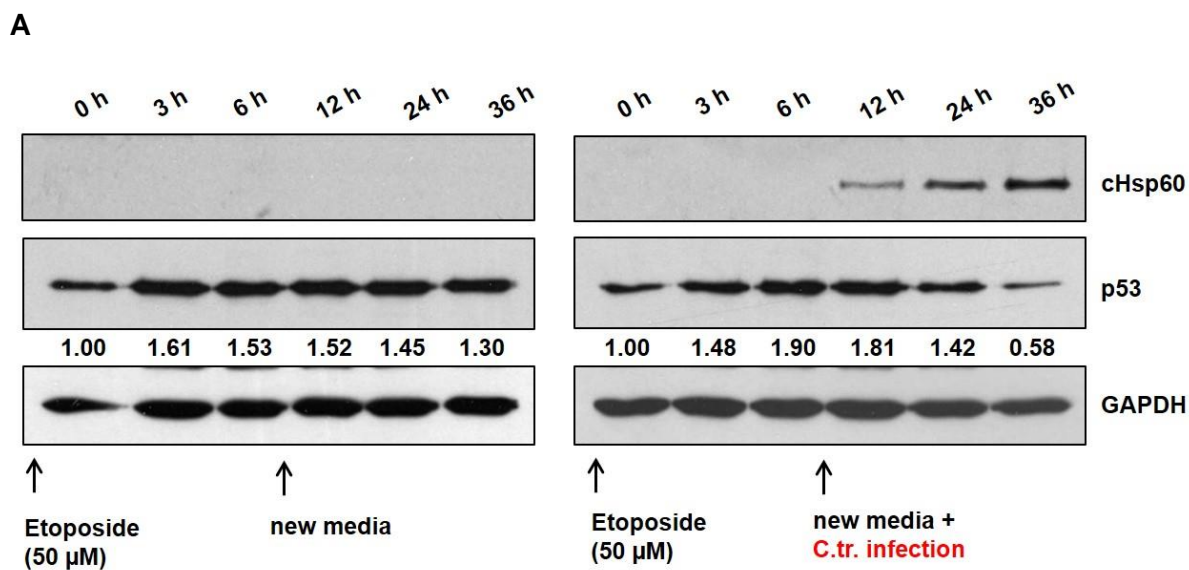 A
0 h 3 h 6 h 12 h 24 h 36 h 0 h 3 h 6 h 12 h 24 h 36 h
cHsp60
p53
1.00 1.61 1.53 1.52 1.45 1.30 1.00 1.48 1.90 1.81 1.42 0.58
GAPDH
Etoposide
(50 µM)
new media
Etoposide
(50 µM)
new media +
C.tr. infection